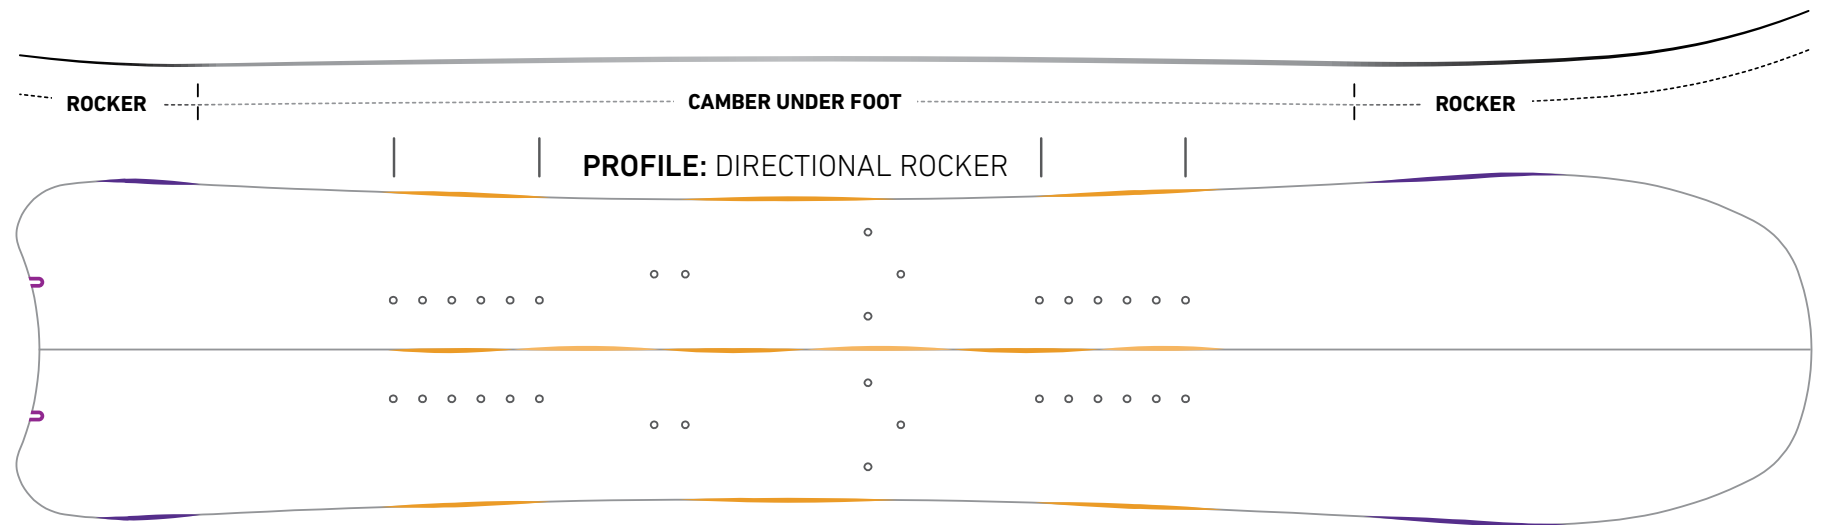 ROCKER
CAMBER UNDER FOOT
ROCKER
PROFILE: DIRECTIONAL ROCKER